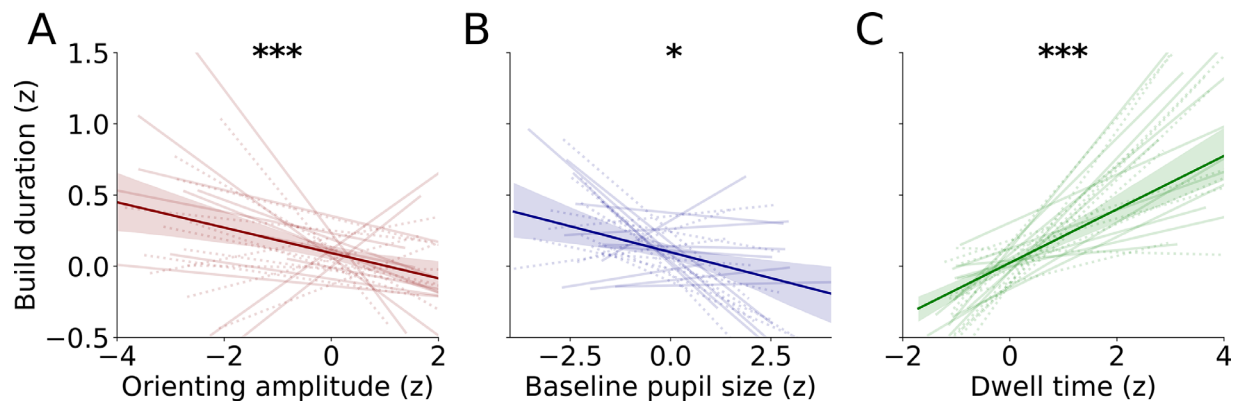 A
B
C
***
*
***
Build duration (z)
1.5
1.0
0.5
0.0
−0.5
−4
−2
0
2
−2.5
0.0
2.5
−2
0
2
4
Orienting amplitude (z)
Baseline pupil size (z)
Dwell time (z)